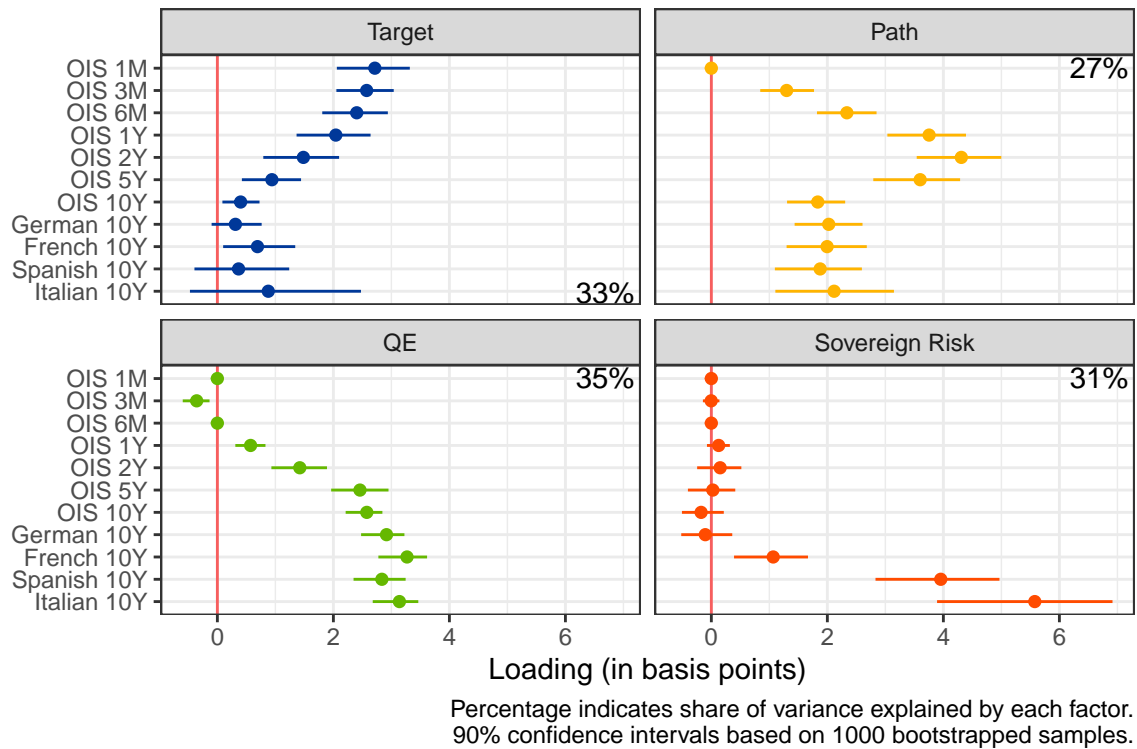 Target
Path
OIS 1M
OIS 3M
OIS 6M
OIS 1Y
OIS 2Y
OIS 5Y
OIS 10Y
German 10Y
French 10Y
Spanish 10Y
Italian 10Y
33%
27%
QE
Sovereign Risk
OIS 1M
OIS 3M
OIS 6M
OIS 1Y
OIS 2Y
OIS 5Y
OIS 10Y
German 10Y
French 10Y
Spanish 10Y
Italian 10Y
35%
31%
0 2 4 6 0 2 4 6
Loading (in basis points)
Percentage indicates share of variance explained by each factor.
90% confidence intervals based on 1000 bootstrapped samples.